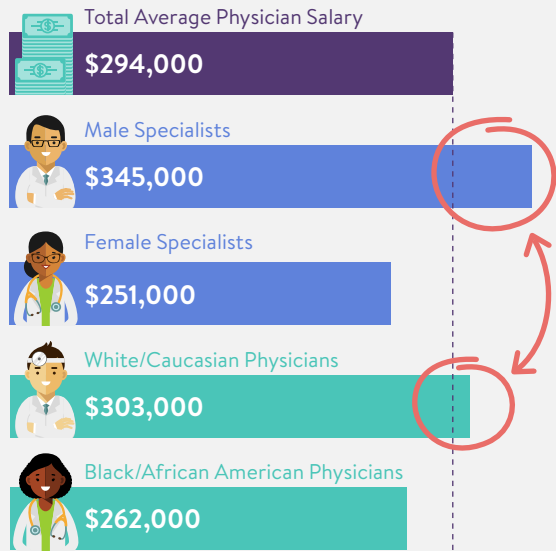 Total Average Physician Salary
$294,000
Male Specialists
$345,000
Female Specialists
$251,000
White/Caucasian Physicians
$303,000
Black/African American Physicians
$262,000